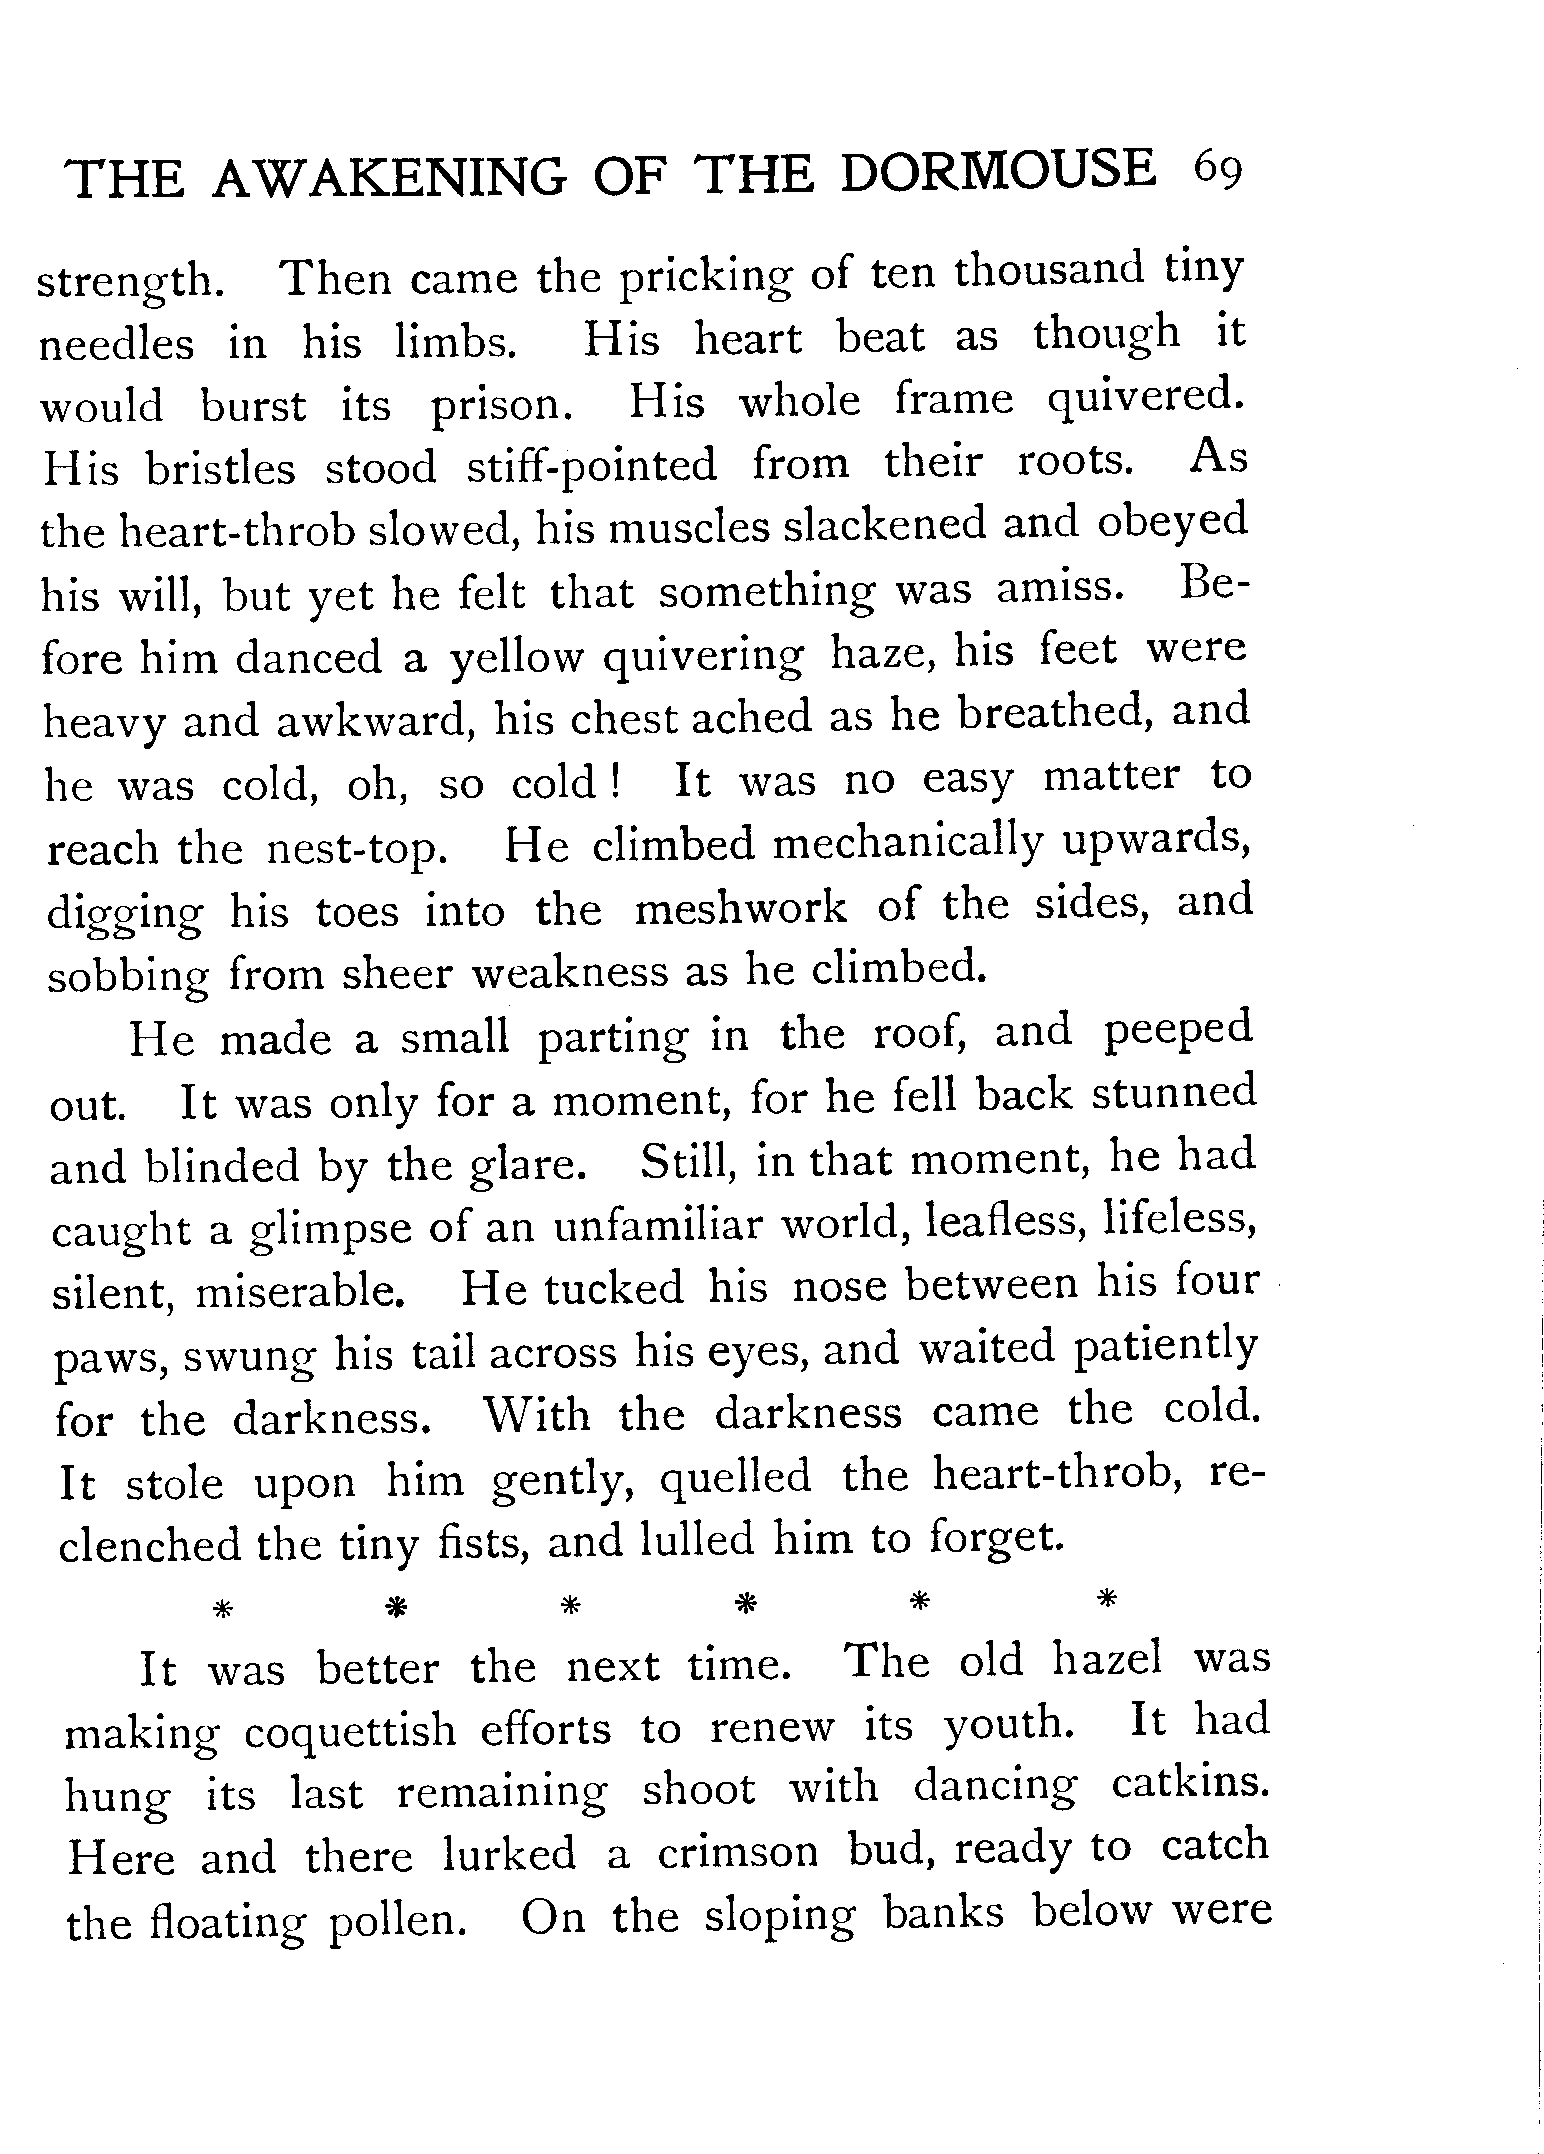 THE AWAKENING OF THE DORMOUSE 69
strength. Then came the pricking of ten thousand tiny
needles in his limbs. His heart beat as though it
would burst its prison. His whole frame quivered.
His bristles stood stiff-pointed from their roots. As
the heart-throb slowed, his muscles slackened and obeyed
his will, but yet he felt that something was amiss. Be-
fore him danced a yellow quivering haze, his feet were
heavy and awkward, his chest ached as he breathed, and
he was cold, oh, so cold ! It was no easy matter to
reach the nest-top. He climbed mechanically upwards,
digging his toes into the meshwork of the sides, and
sobbing from sheer weakness as he climbed.
He made a small parting in the roof, and peeped
out. It was only for a moment, for he fell back stunned
and blinded by the glare. Still, in that moment, he had
caught a glimpse of an unfamiliar world, leafless, lifeless,
silent, miserable. He tucked his nose between his four
paws, swung his tail across his eyes, and waited patiently
for the darkness. With the darkness came the cold.
It stole upon him gently, quelled the heart-throb, re-
clenched the tiny fists, and lulled him to forget.
* * * * * *
It was better the next time. The old hazel was
making coquettish efforts to renew its youth. It had
hung its last remaining shoot with dancing catkins.
Here and there lurked a crimson bud, ready to catch
the floating pollen. On the sloping banks below were